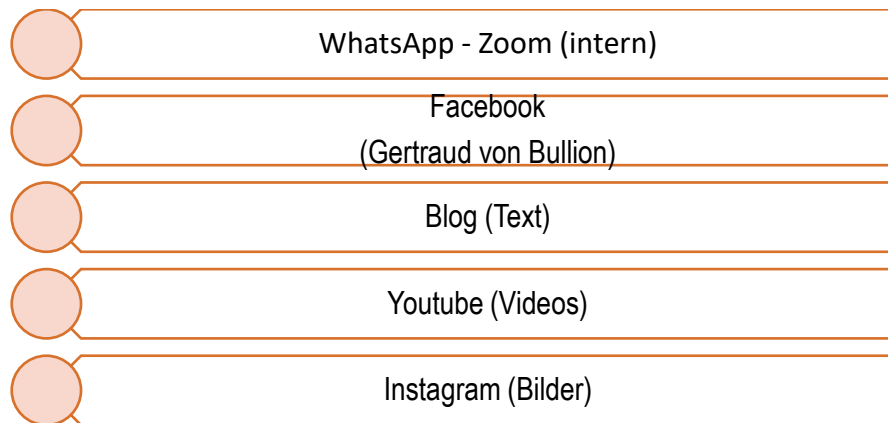 WhatsApp - Zoom (intern)
Facebook
(Gertraud von Bullion)
Blog (Text)
Youtube (Videos)
Instagram (Bilder)